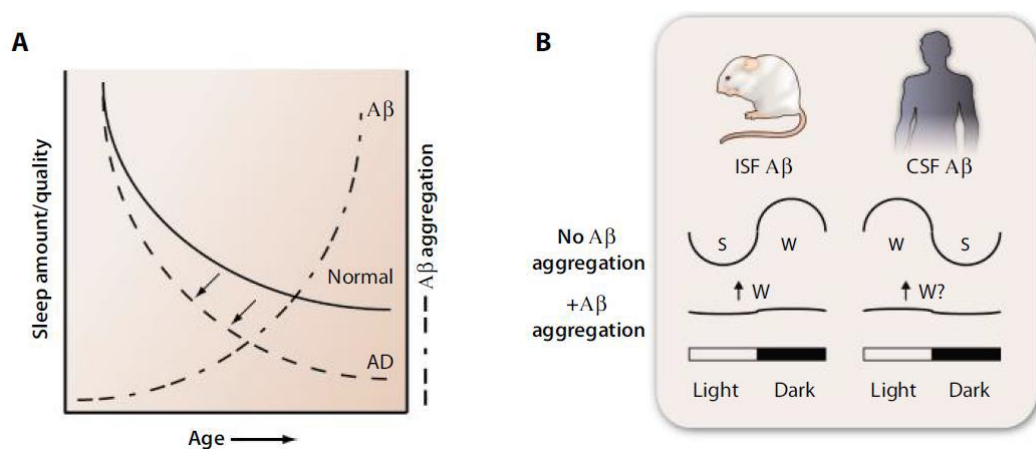 A
Sleep amount/quality
Aβ
Normal
AD
Aβ aggregation
Age
B
ISF Aβ
CSF Aβ
No Aβ
aggregation
S
W
W
S
+Aβ
aggregation
↑ W
↑ W?
Light
Dark
Light
Dark